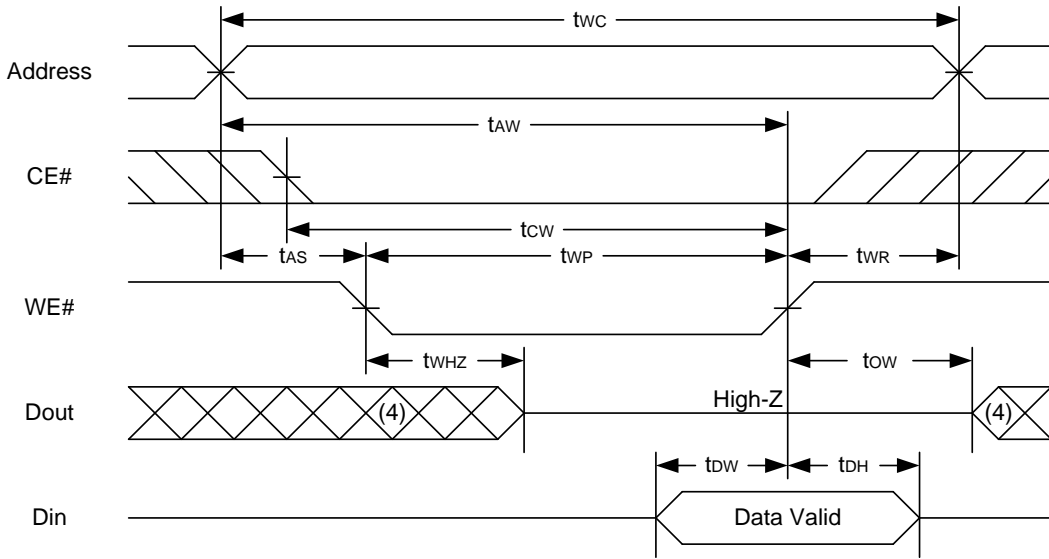 tWC
Address
tAW
CE#
tCW
tAS
tWP
tWR
WE#
tWHZ
tOW
Dout
(4)
High-Z
(4)
tDW
tDH
Din
Data Valid